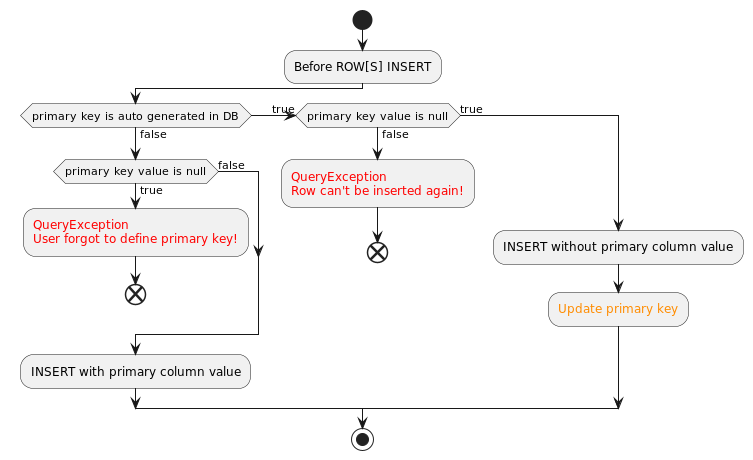 Before ROW[S] INSERT
primary key is auto generated in DB
true
primary key value is null
true
false
false
primary key value is null
false
true
QueryException
Row can't be inserted again!
QueryException
User forgot to define primary key!
INSERT without primary column value
Update primary key
INSERT with primary column value